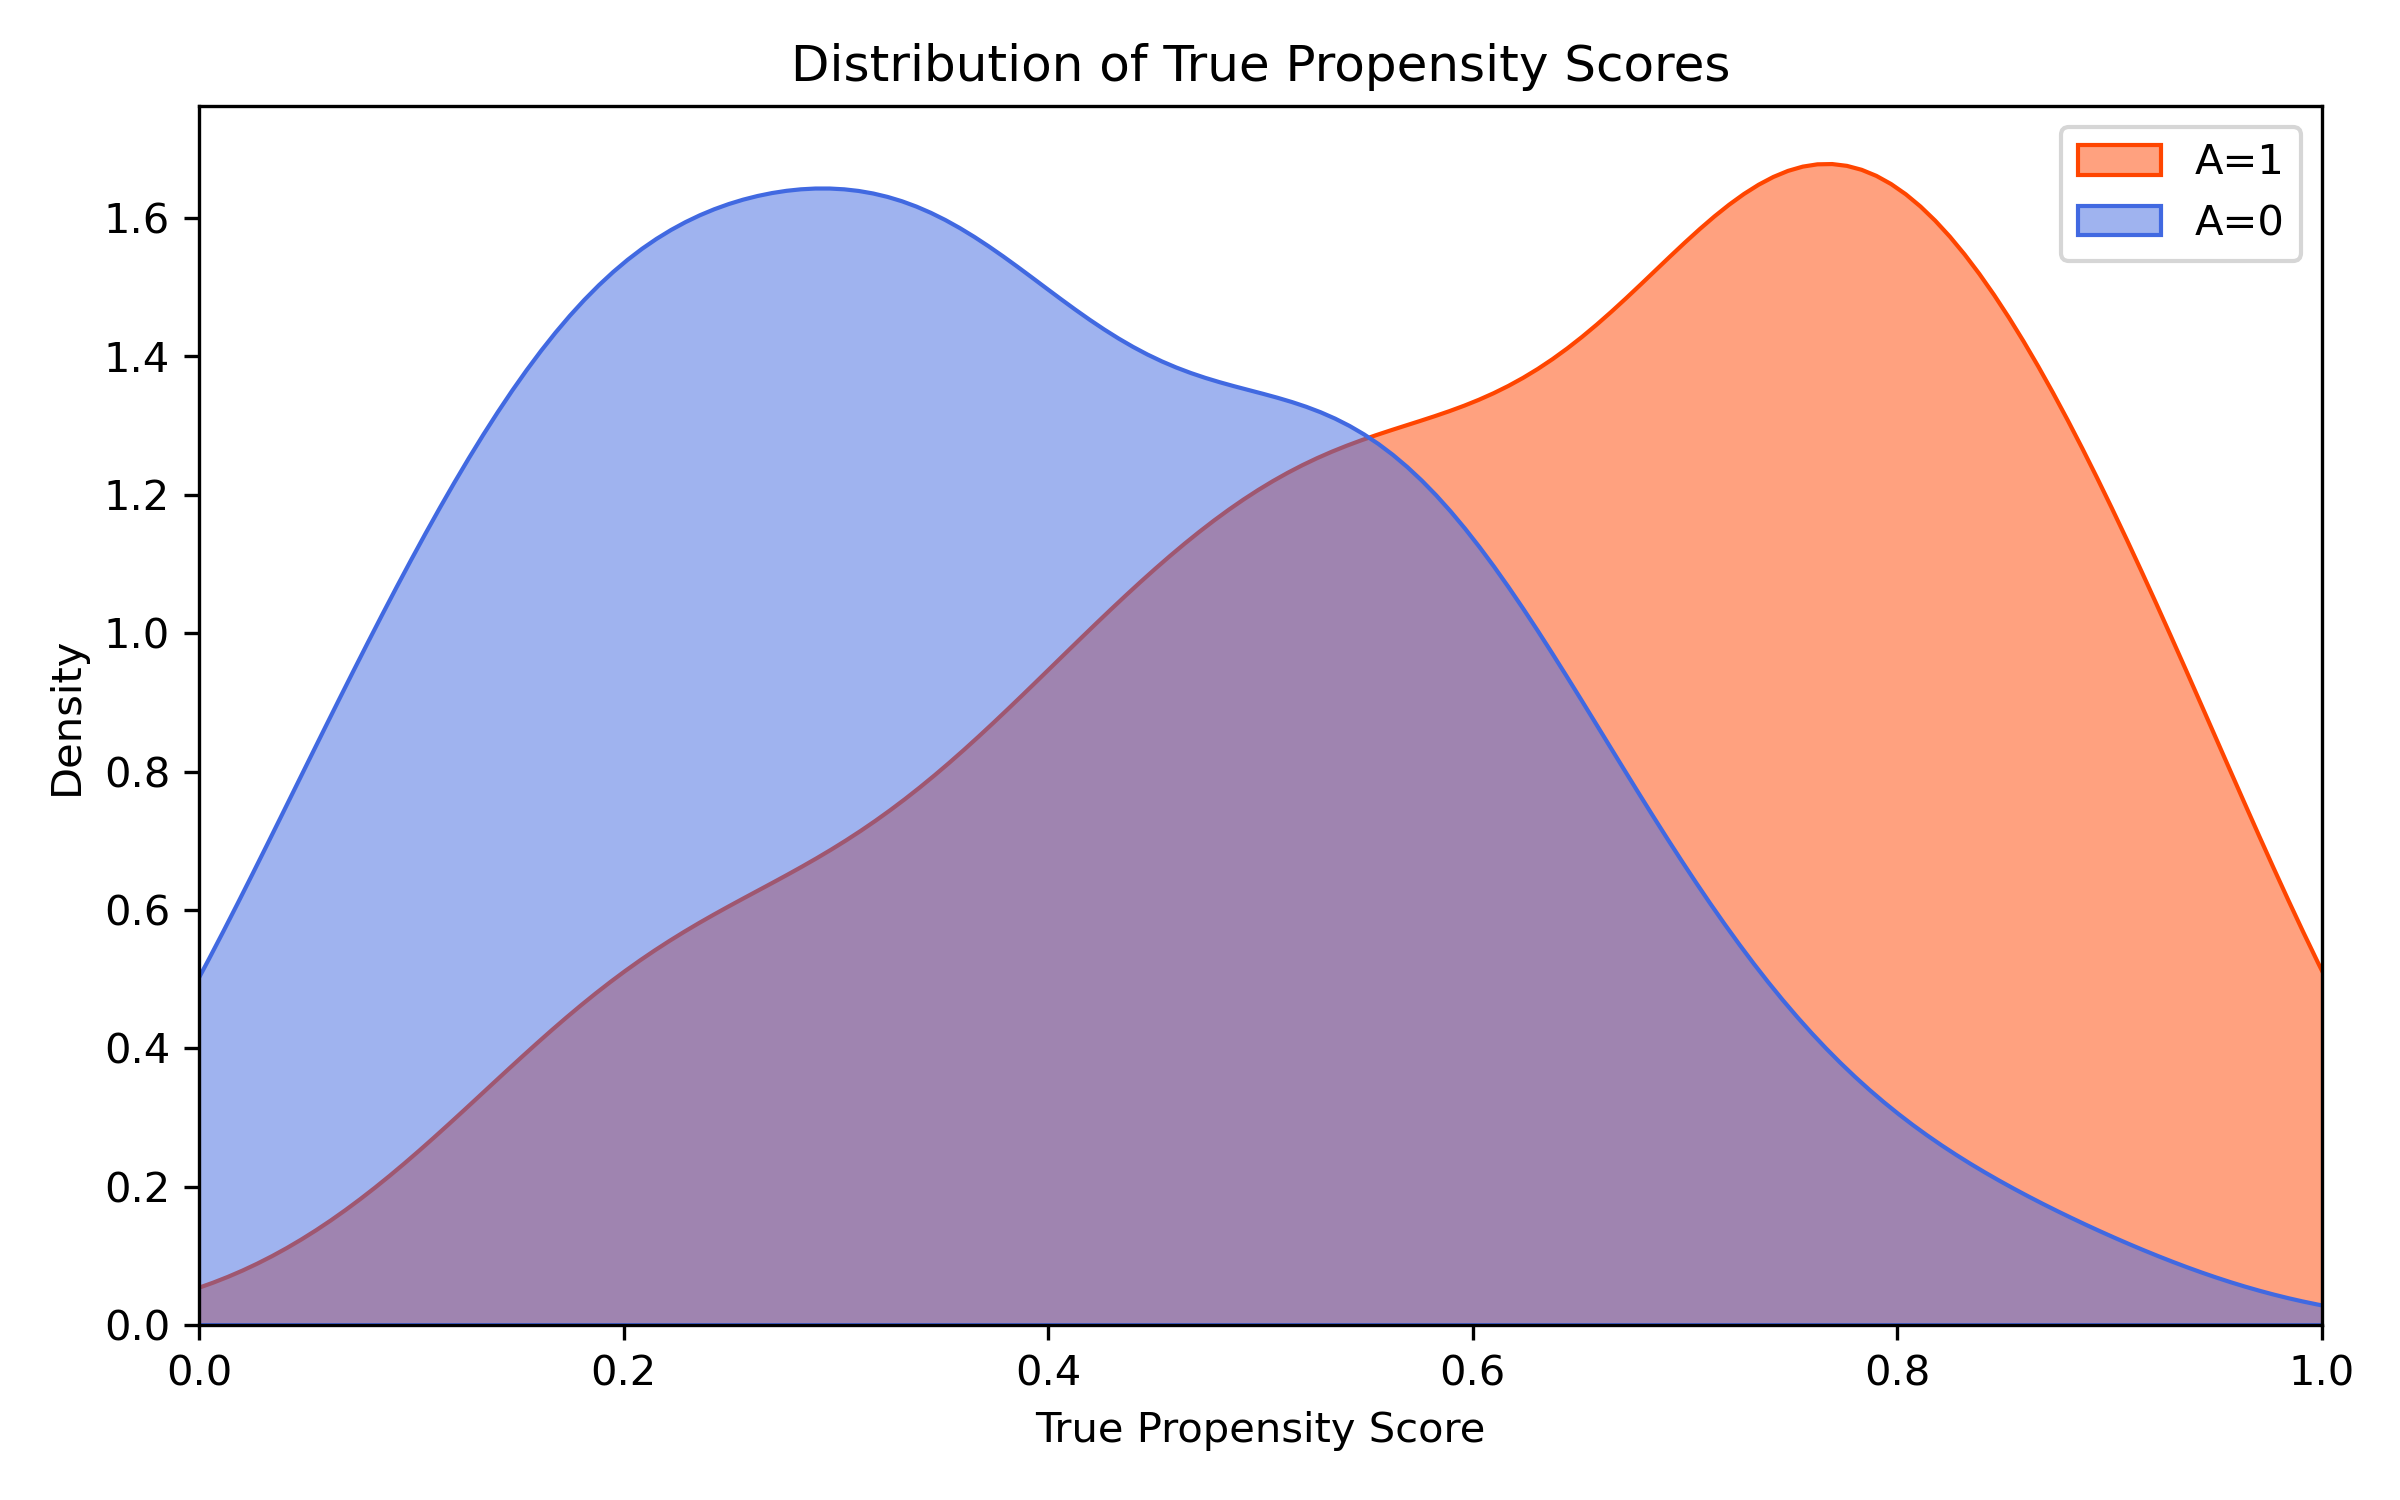 Distribution of True Propensity Scores
A=1
A=0
1.6
1.4
1.2
1.0
0.8
0.6
0.4
0.2
0.0
Density
0.0 0.2 0.4 0.6 0.8 1.0
True Propensity Score